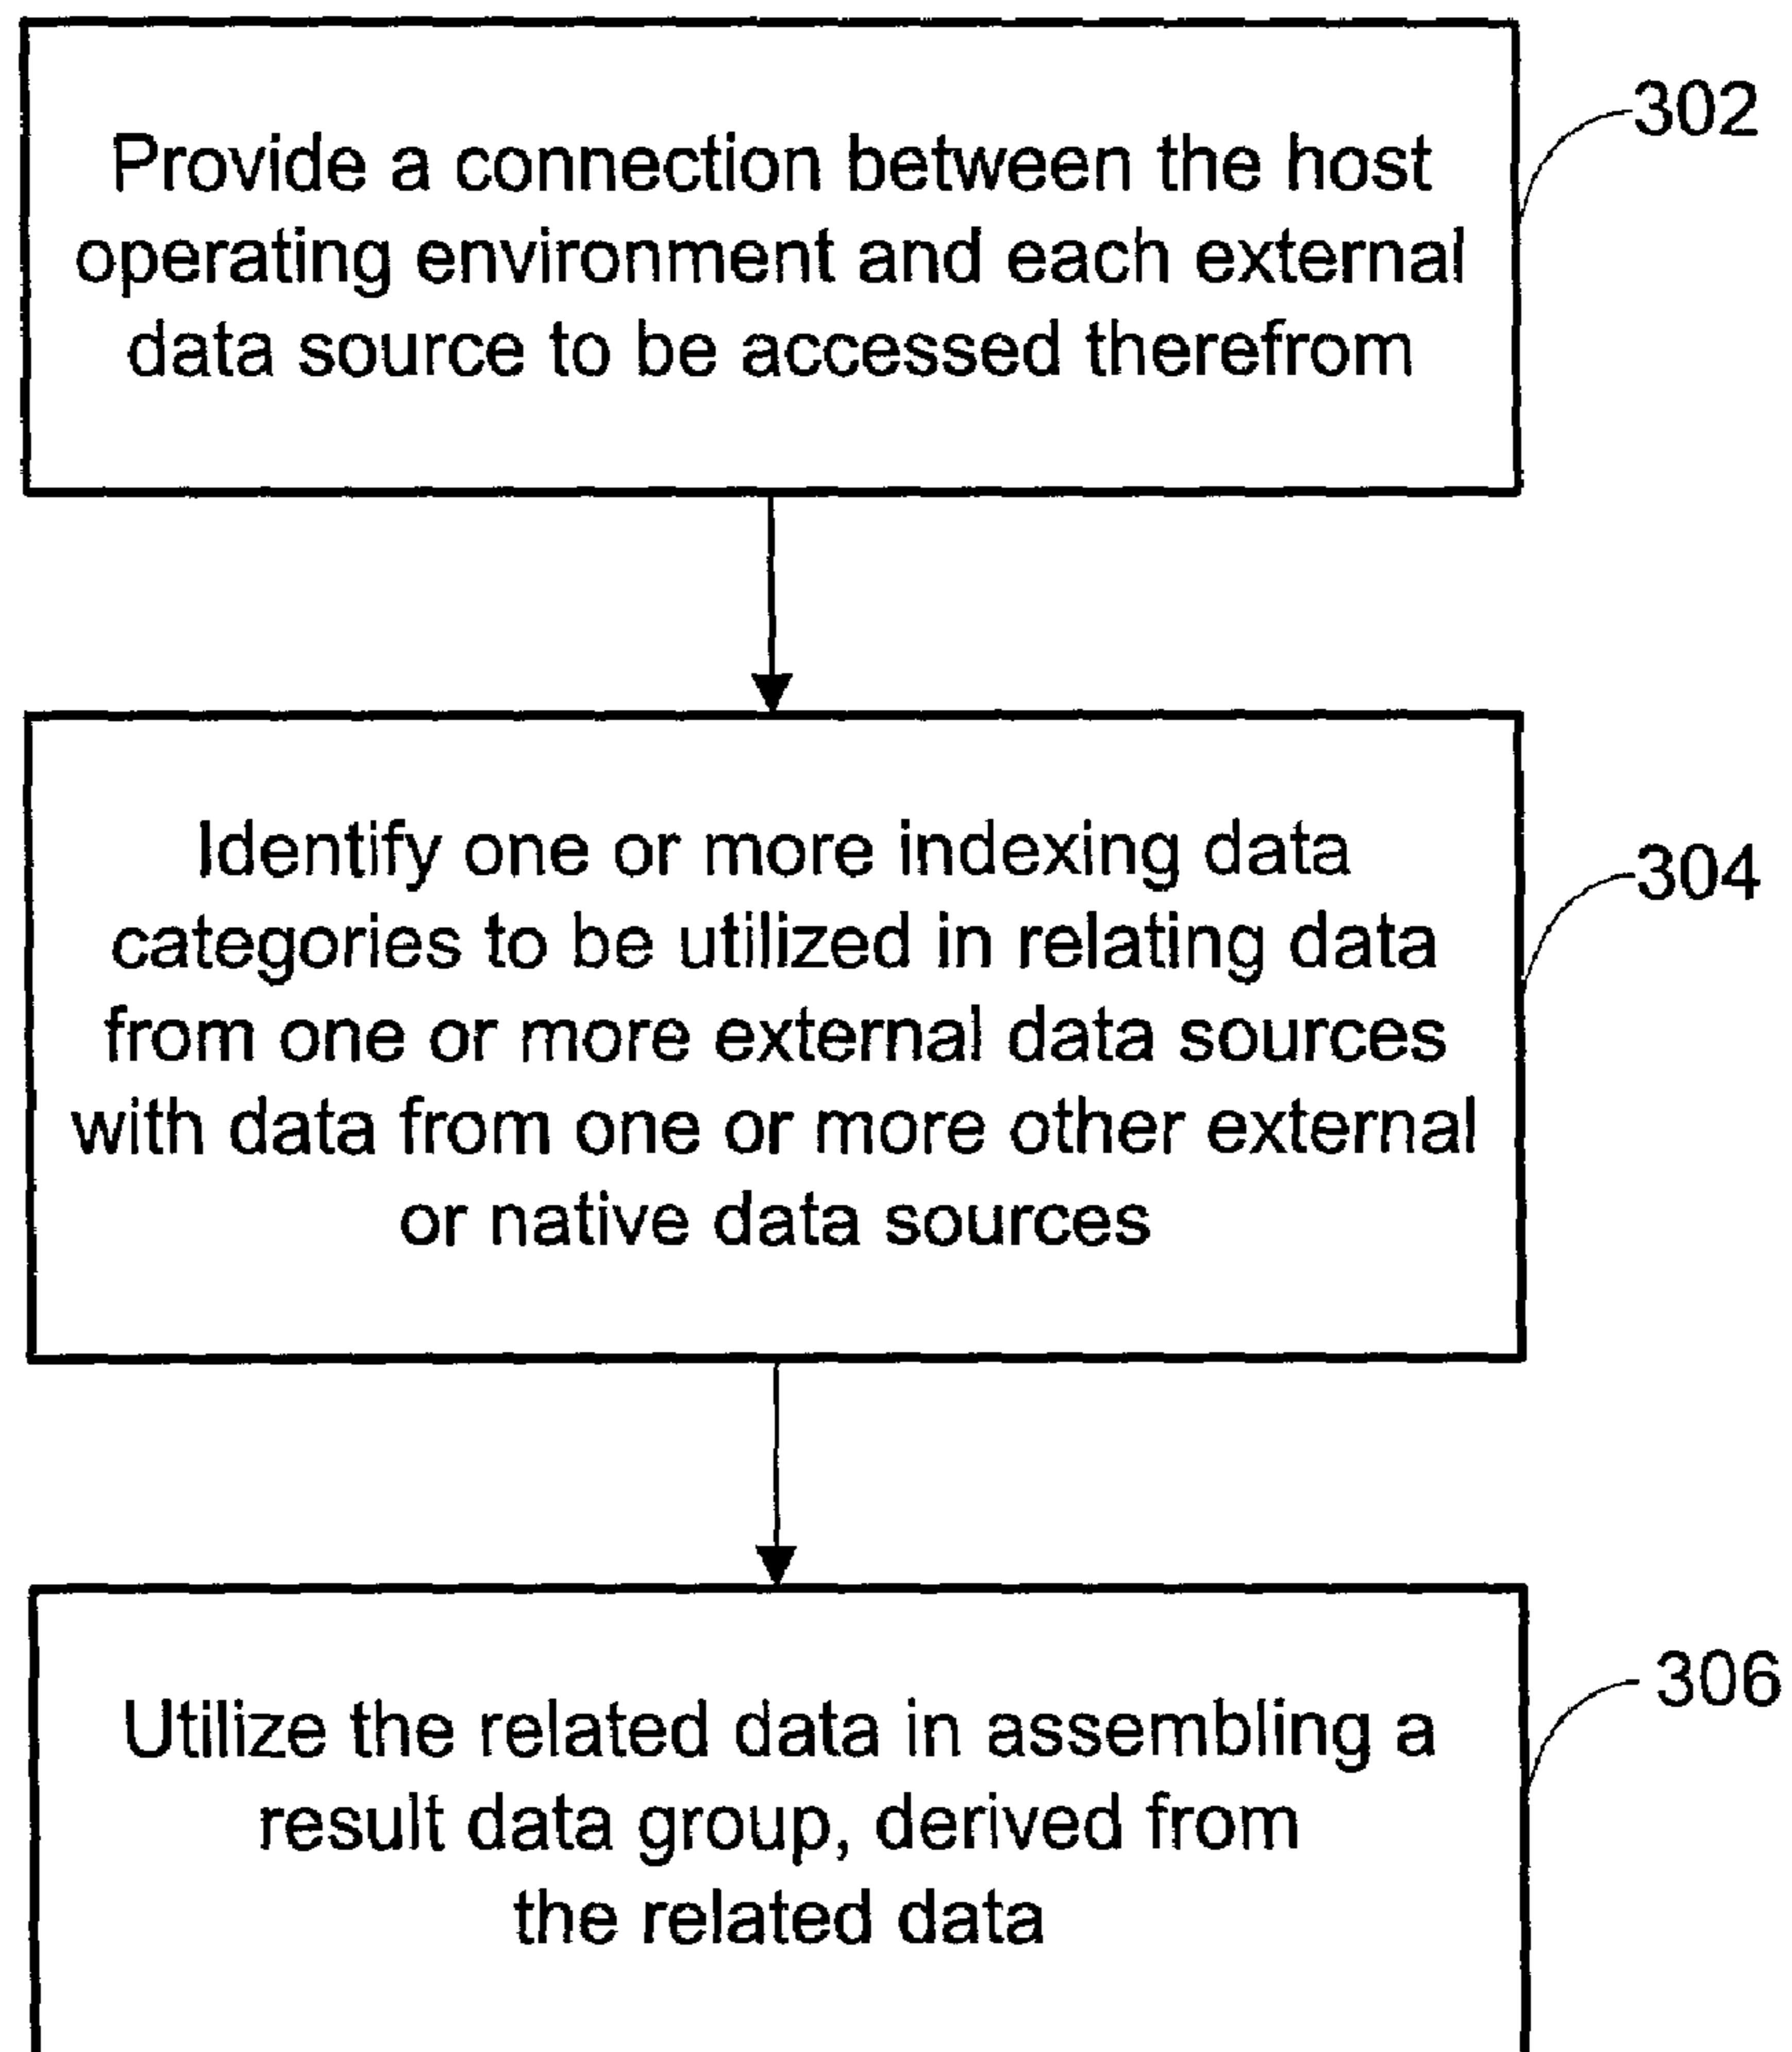 302
Provide a connection between the host
operating environment and each external
data source to be accessed therefrom
304
Identify one or more indexing data
categories to be utilized in relating data
from one or more external data sources
with data from one or more other external
or native data sources
306
Utilize the related data in assembling a
result data group, derived from
the related data